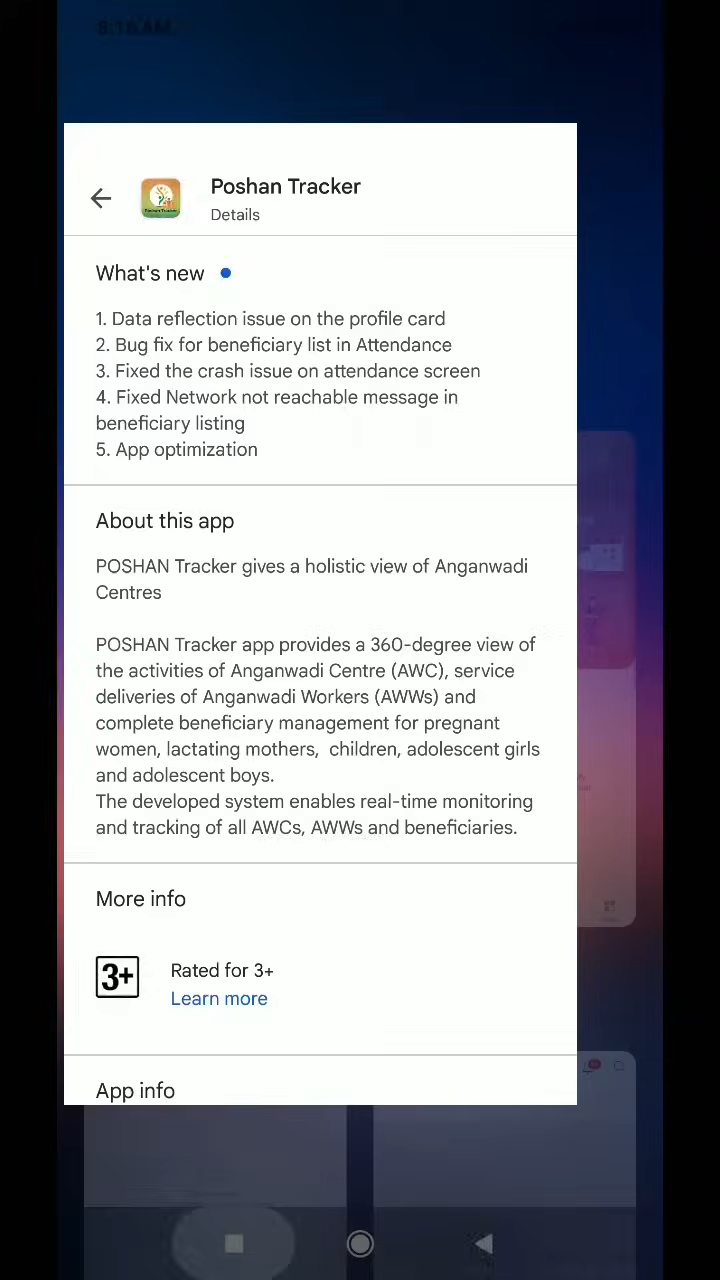 8:16 AM
Poshan Tracker
Details
What's new
1. Data reflection issue on the profile card
2. Bug fix for beneficiary list in Attendance
3. Fixed the crash issue on attendance screen
4. Fixed Network not reachable message in
beneficiary listing
5. App optimization
About this app
POSHAN Tracker gives a holistic view of Anganwadi
Centres
POSHAN Tracker app provides a 360-degree view of
the activities of Anganwadi Centre (AWC), service
deliveries of Anganwadi Workers (AWWs) and
complete beneficiary management for pregnant
women, lactating mothers,  children, adolescent girls
and adolescent boys.
The developed system enables real-time monitoring
and tracking of all AWCs, AWWs and beneficiaries.
More info
3+
Rated for 3+
Learn more
App info